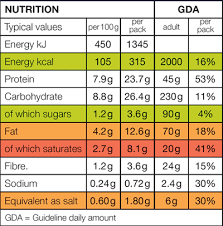 NUTRITION GDA
Typical values per 100g per pack adult per pack
Energy kJ 450 1345
Energy kcal 105 315 2000 16%
Protein 7.9g 23.7g 45g 53%
Carbohydrate 8.8g 26.4g 230g 11%
of which sugars 1.2g 3.6g 90g 4%
Fat 4.2g 12.6g 70g 18%
of which saturates 2.7g 8.1g 20g 41%
Fibre. 1.2g 3.6g 24g 15%
Sodium 0.24g 0.72g 2.4g 30%
Equivalent as salt 0.60g 1.80g 6g 30%
GDA = Guideline daily amount